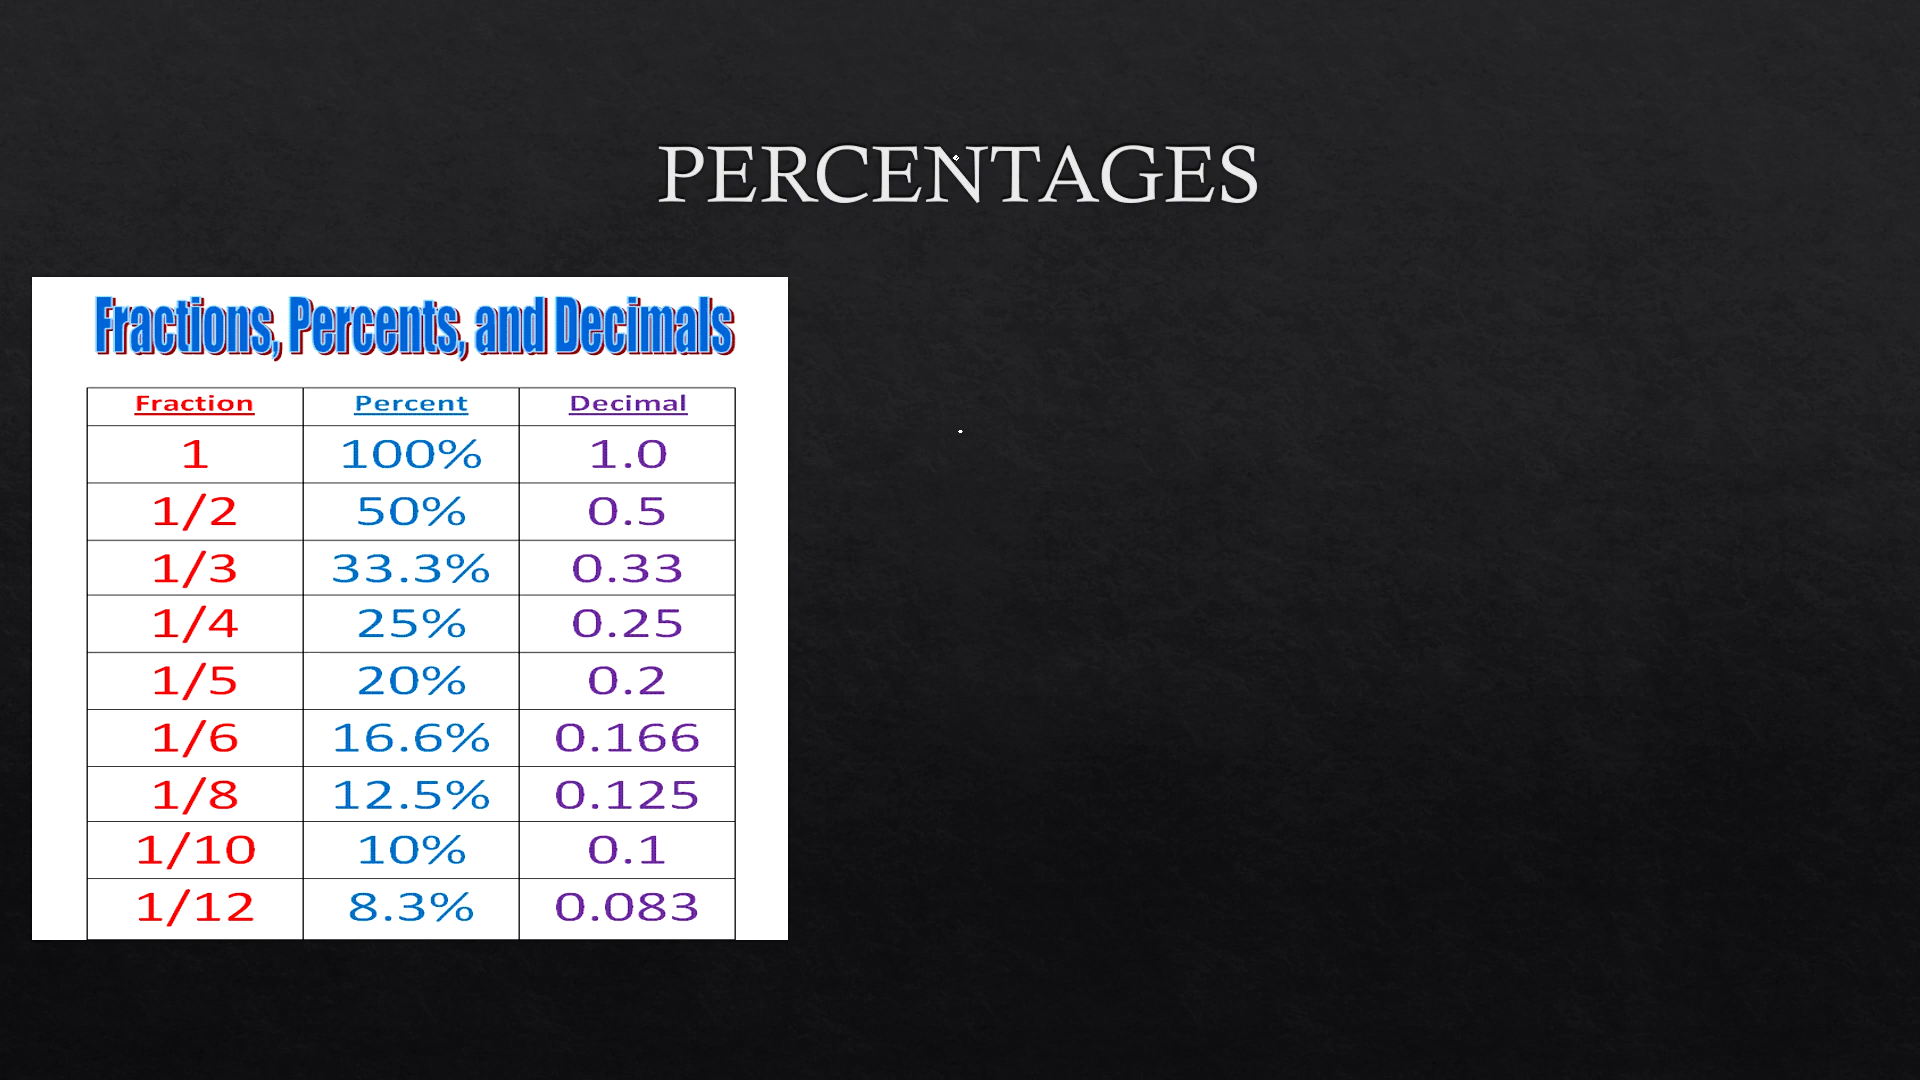 PERCENTAGES
Fractions, Percents, and Decimals
Fraction Percent Decimal
1 100% 1.0
1/2 50% 0.5
1/3 33.3% 0.33
1/4 25% 0.25
1/5 20% 0.2
1/6 16.6% 0.166
1/8 12.5% 0.125
1/10 10% 0.1
1/12 8.3% 0.083